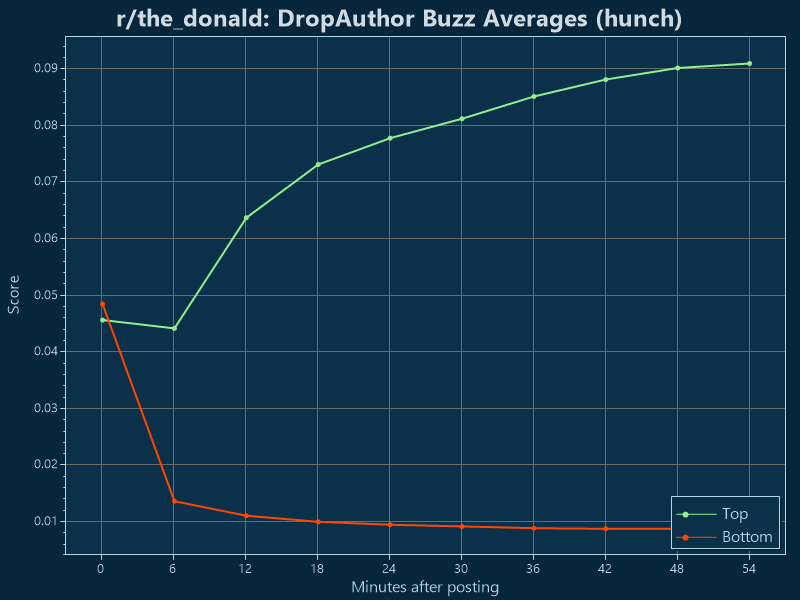 r/the_donald: DropAuthor Buzz Averages (hunch)
0.09
0.08
0.07
0.06
0.05
0.04
0.03
0.02
0.01
Score
Top
Bottom
0 6 12 18 24 30 36 42 48 54
Minutes after posting